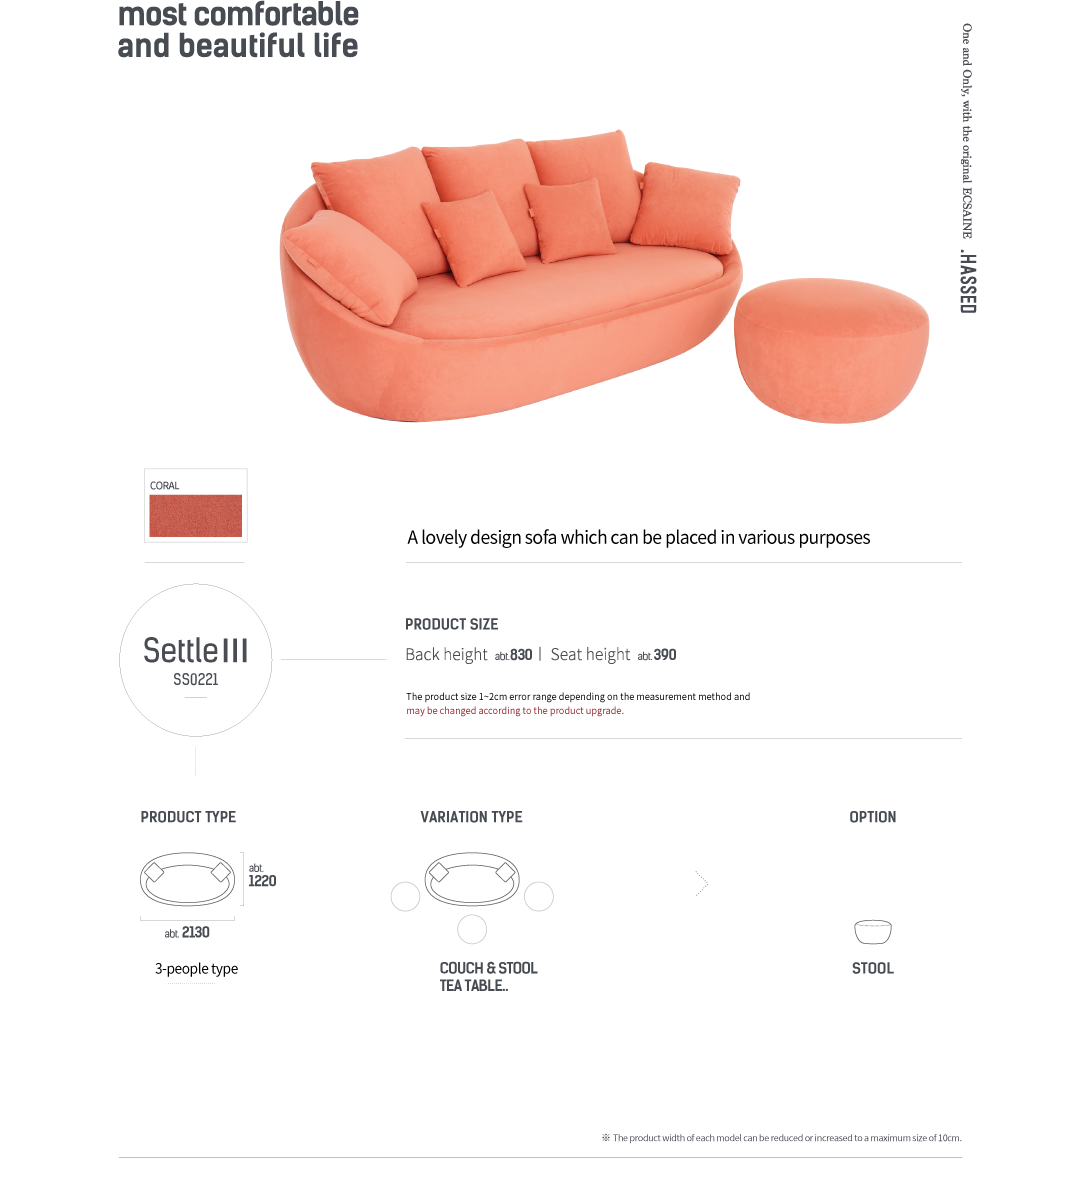 most comfortable
and beautiful life
One and Only, with the original ECSAINE .HASSED
CORAL
A lovely design sofa which can be placed in various purposes
Settle III
SS0221
PRODUCT SIZE
Back height abt.830 | Seat height abt.390
The product size 1~2cm error range depending on the measurement method and
may be changed according to the product upgrade.
PRODUCT TYPE
abt.
1220
abt. 2130
3-people type
VARIATION TYPE
COUCH & STOOL
TEA TABLE..
OPTION
STOOL
※ The product width of each model can be reduced or increased to a maximum size of 10cm.